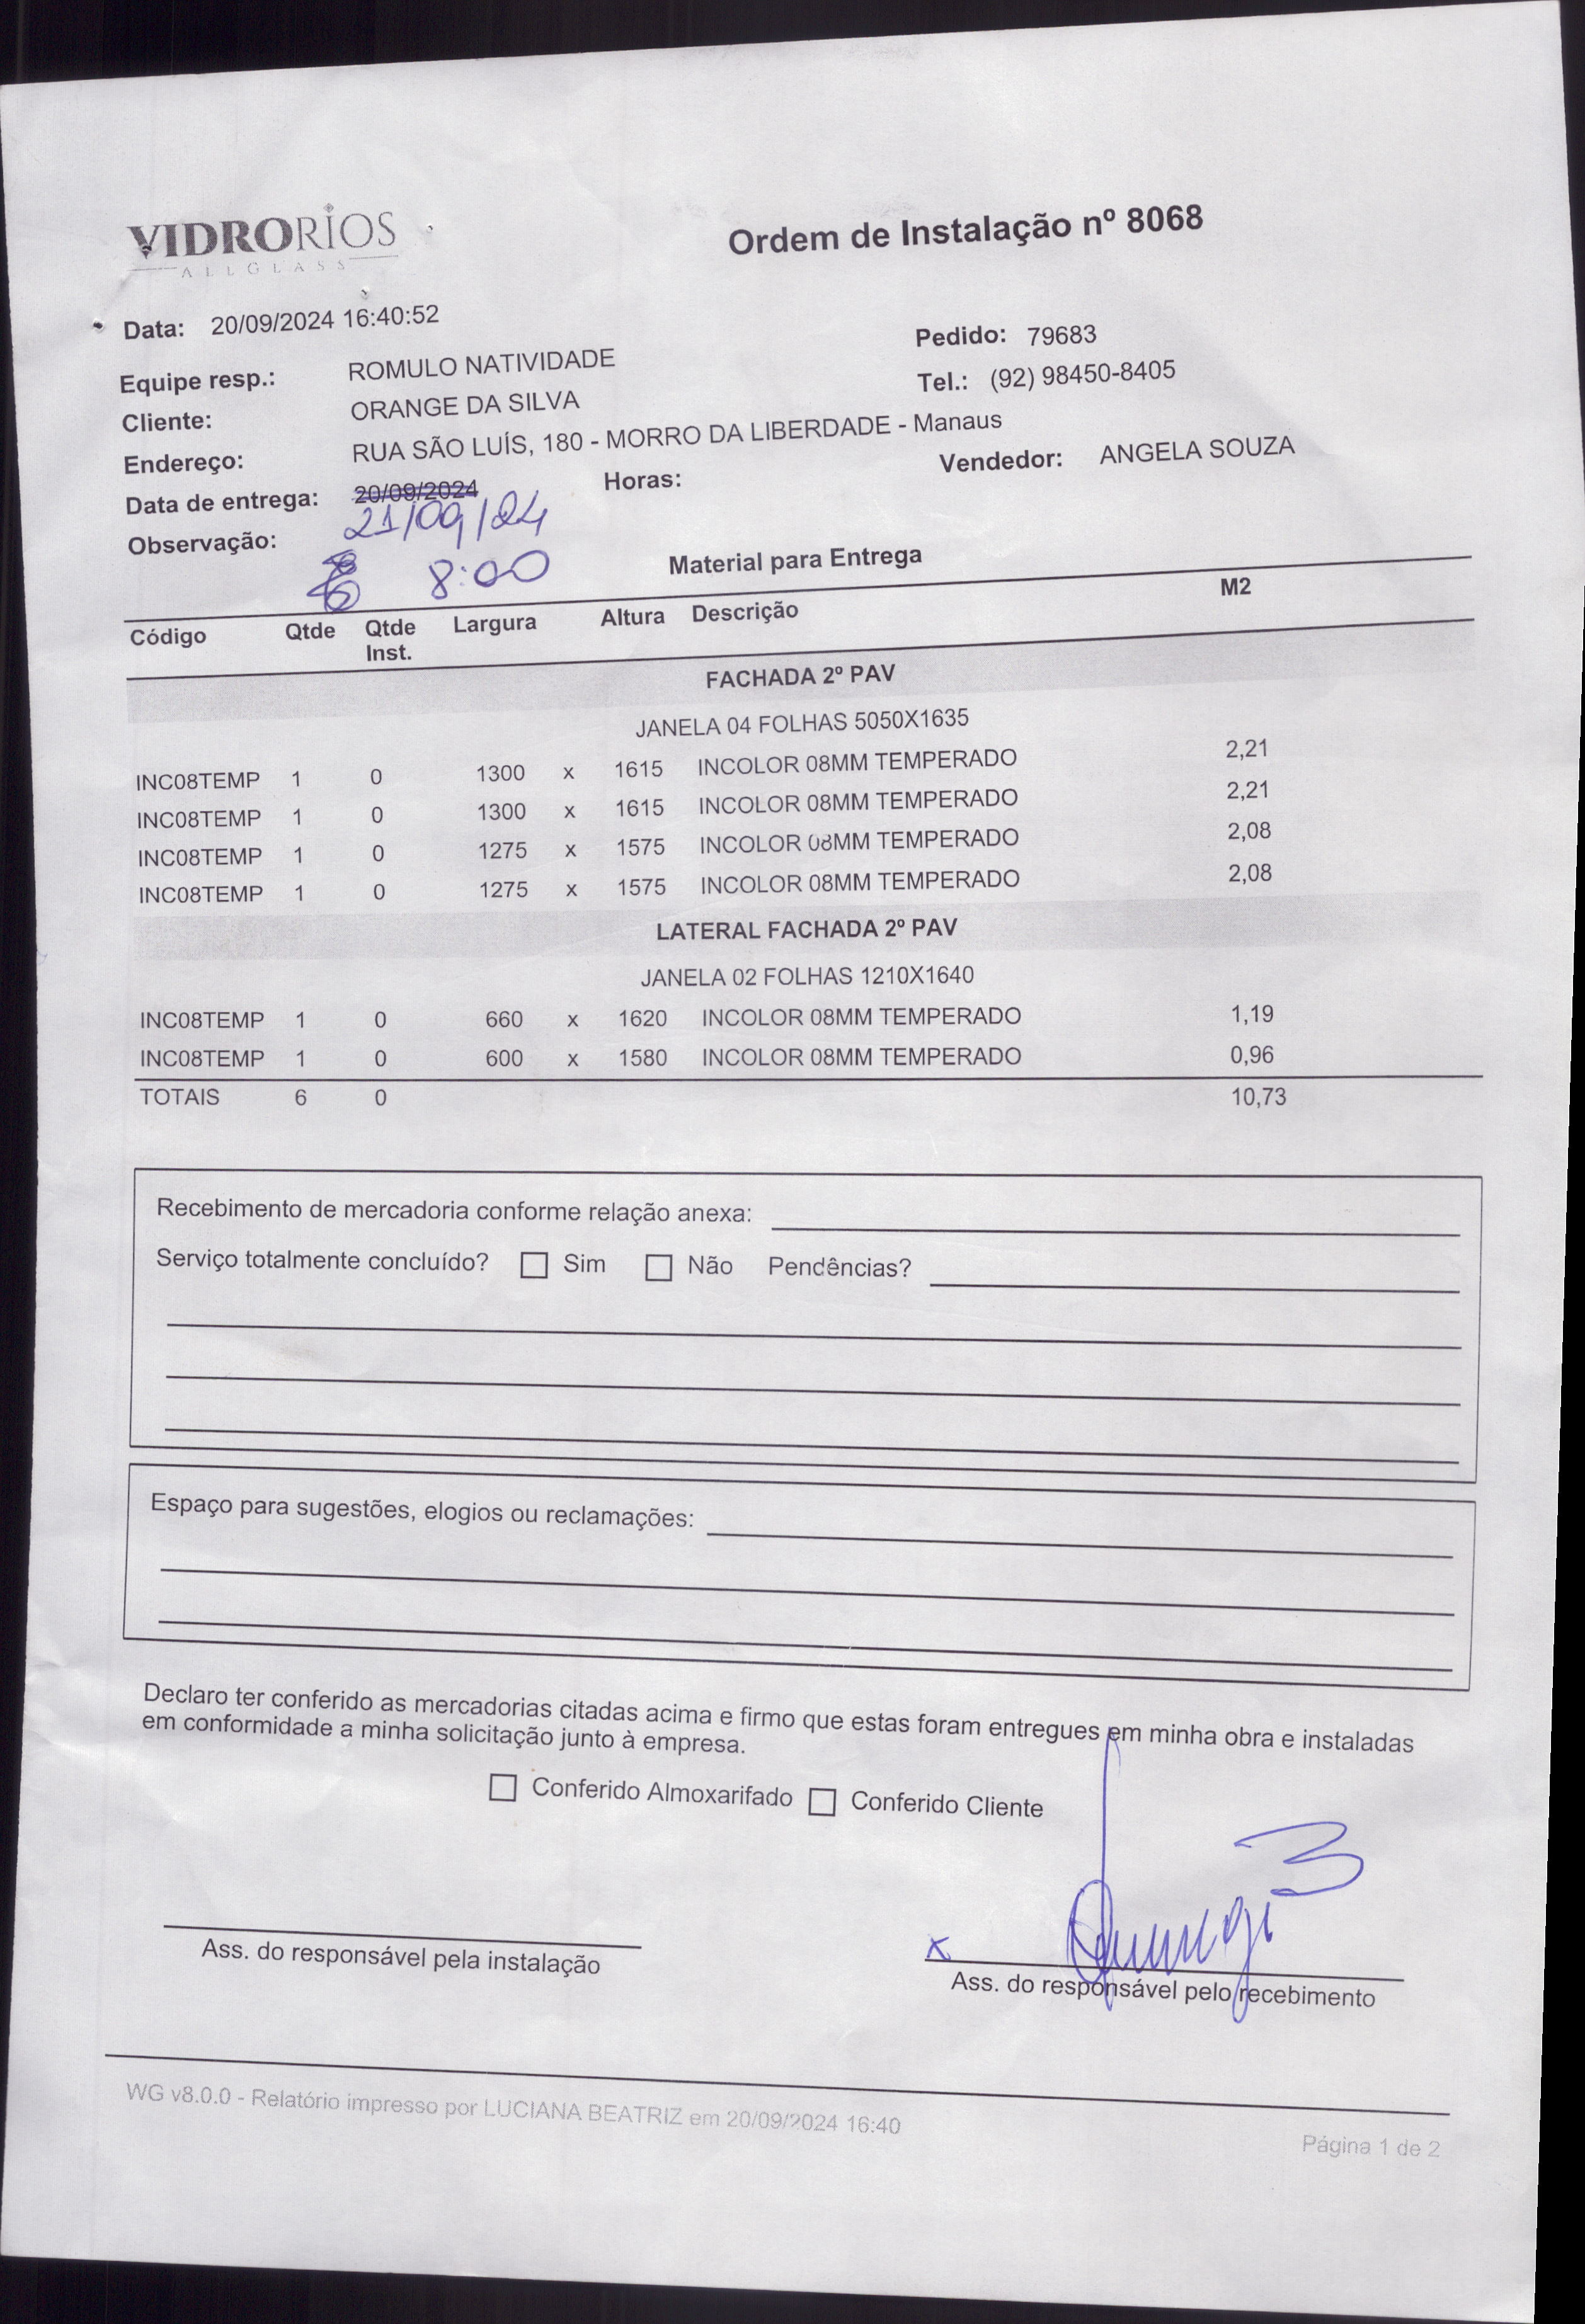 VIDRORIOS
ALLGLASS
Ordem de Instalação nº 8068
Data: 20/09/2024 16:40:52
Pedido: 79683
Equipe resp.: ROMULO NATIVIDADE
Tel.: (92) 98450-8405
Cliente: ORANGE DA SILVA
Endereço: RUA SÃO LUÍS, 180 - MORRO DA LIBERDADE - Manaus
Vendedor: ANGELA SOUZA
Data de entrega: 20/09/2024 Horas:
21/09/24
Observação:
8:00
Material para Entrega
Código Qtde Qtde Inst. Largura Altura Descrição M2
FACHADA 2º PAV
JANELA 04 FOLHAS 5050X1635
INC08TEMP 1 0 1300 x 1615 INCOLOR 08MM TEMPERADO 2,21
INC08TEMP 1 0 1300 x 1615 INCOLOR 08MM TEMPERADO 2,21
INC08TEMP 1 0 1275 x 1575 INCOLOR 08MM TEMPERADO 2,08
INC08TEMP 1 0 1275 x 1575 INCOLOR 08MM TEMPERADO 2,08
LATERAL FACHADA 2º PAV
JANELA 02 FOLHAS 1210X1640
INC08TEMP 1 0 660 x 1620 INCOLOR 08MM TEMPERADO 1,19
INC08TEMP 1 0 600 x 1580 INCOLOR 08MM TEMPERADO 0,96
TOTAIS 6 0 10,73
Recebimento de mercadoria conforme relação anexa:
Serviço totalmente concluído? Sim Não Pendências?
Espaço para sugestões, elogios ou reclamações:
Declaro ter conferido as mercadorias citadas acima e firmo que estas foram entregues em minha obra e instaladas
em conformidade a minha solicitação junto à empresa.
Conferido Almoxarifado Conferido Cliente
x
Ass. do responsável pela instalação
Ass. do responsável pelo recebimento
WG v8.0.0 - Relatório impresso por LUCIANA BEATRIZ em 20/09/2024 16:40
Página 1 de 2